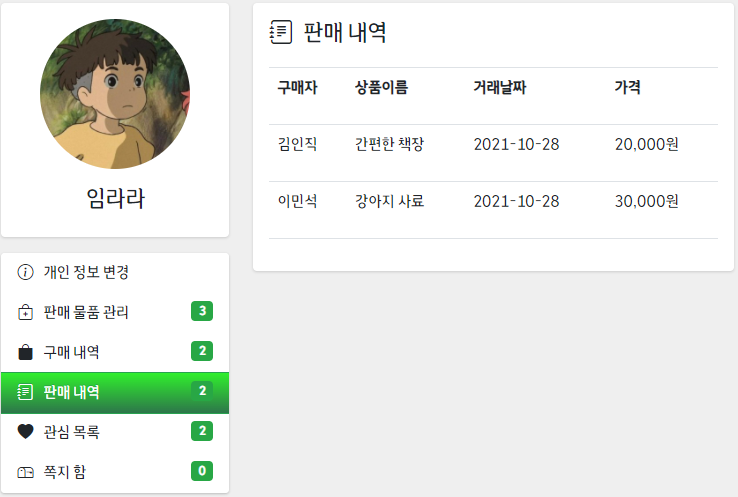 임라라
개인 정보 변경
판매 물품 관리 3
구매 내역 2
판매 내역 2
관심 목록 2
쪽지 함 0
판매 내역
구매자 상품이름 거래날짜 가격
김인직 간편한 책장 2021-10-28 20,000원
이민석 강아지 사료 2021-10-28 30,000원